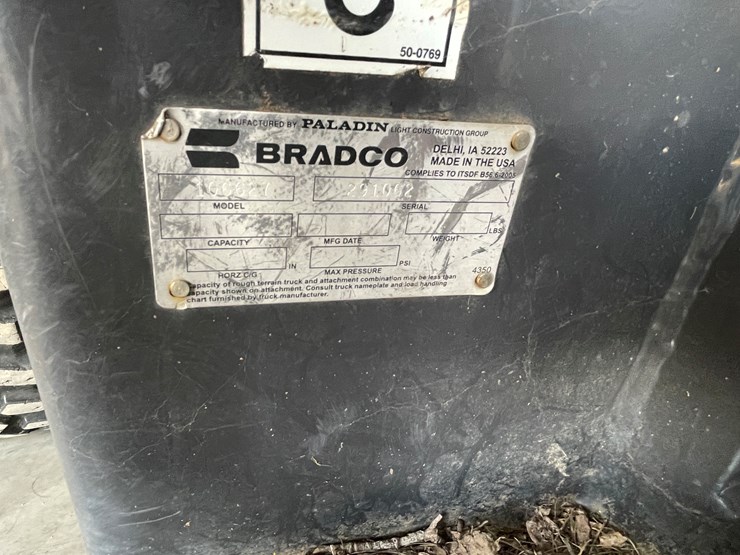 50-0769
MANUFACTURED BY PALADIN LIGHT CONSTRUCTION GROUP
BRADCO
DELHI, IA 52223
MADE IN THE USA
COMPLIES TO ITSDF B56.6-2005
MODEL
SERIAL
CAPACITY
MFG DATE
WEIGHT
LBS
HORZ C/G
IN
MAX PRESSURE
PSI
4350
Capacity of rough terrain truck and attachment combination may be less than
capacity shown on attachment. Consult truck nameplate and load handling
chart furnished by truck manufacturer.